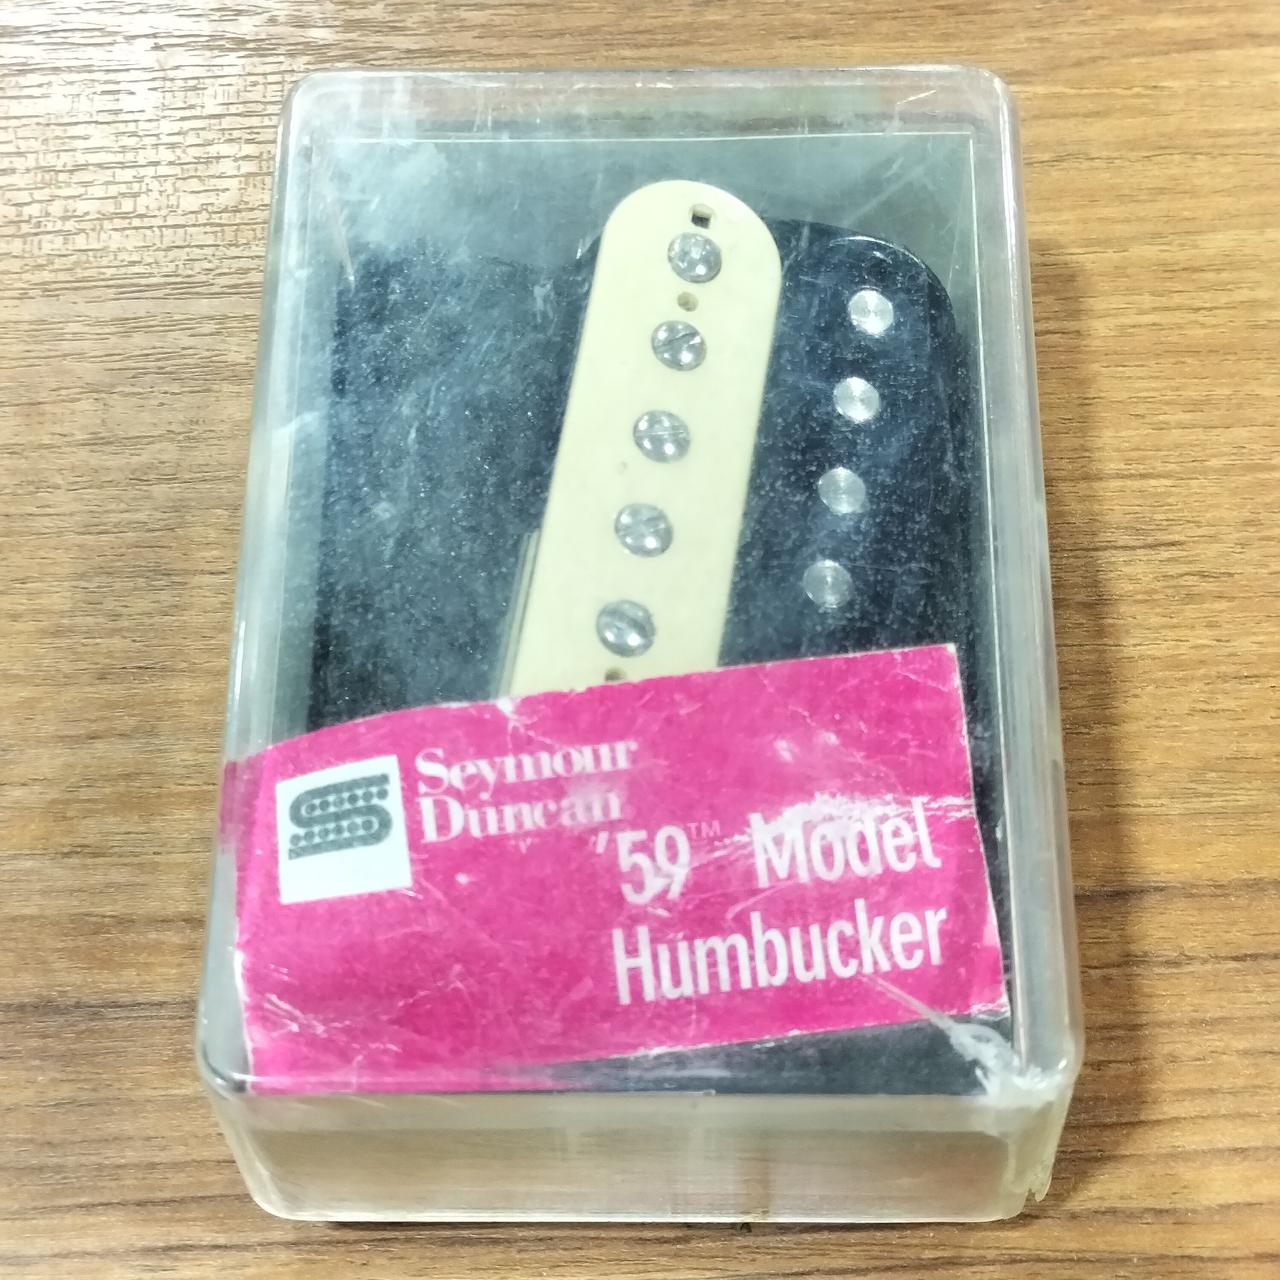 Seymour
Duncan
'59™ Model
Humbucker